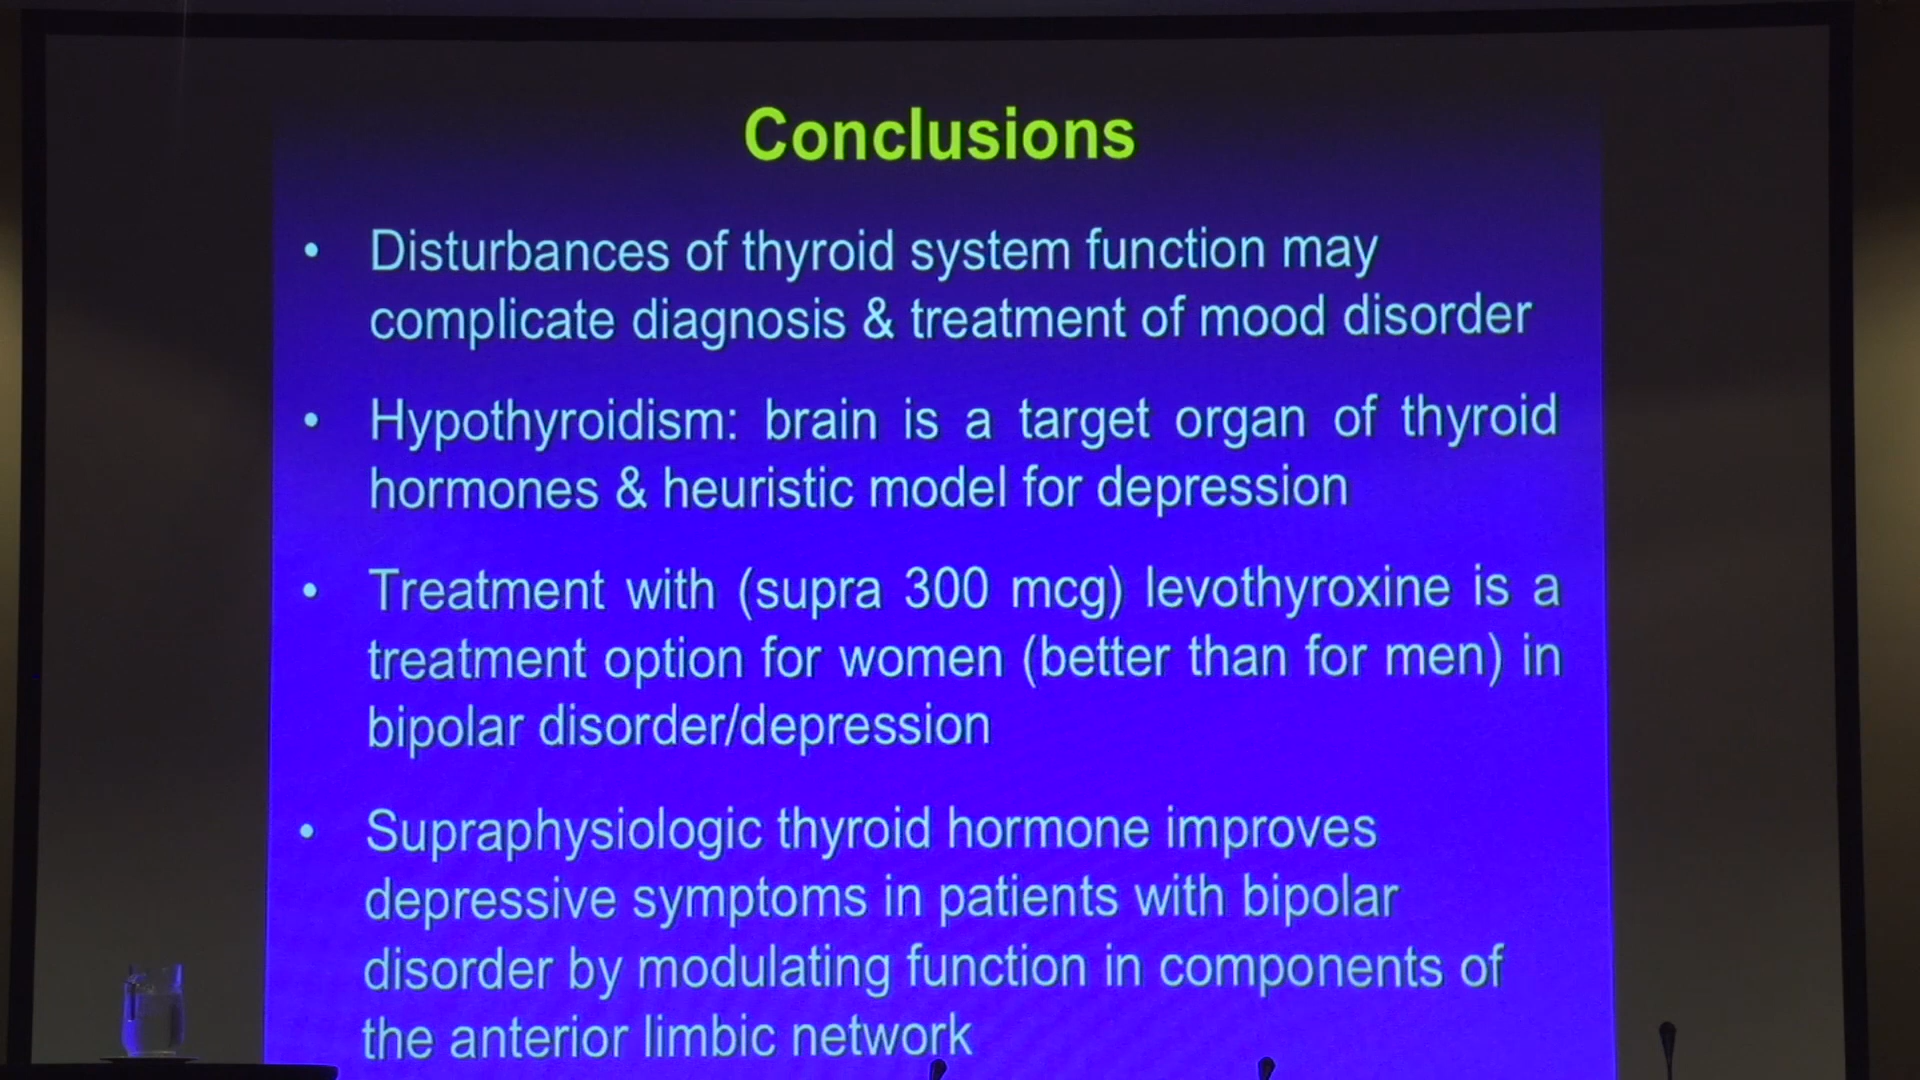 Conclusions
• Disturbances of thyroid system function may
complicate diagnosis & treatment of mood disorder
• Hypothyroidism: brain is a target organ of thyroid
hormones & heuristic model for depression
• Treatment with (supra 300 mcg) levothyroxine is a
treatment option for women (better than for men) in
bipolar disorder/depression
• Supraphysiologic thyroid hormone improves
depressive symptoms in patients with bipolar
disorder by modulating function in components of
the anterior limbic network